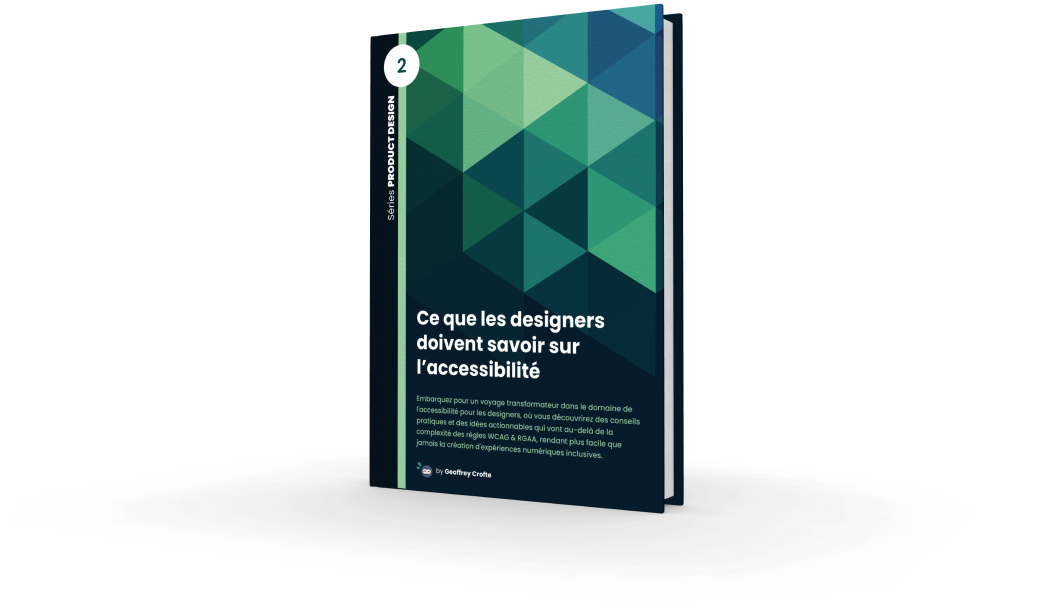 2
Séries PRODUCT DESIGN
Ce que les designers
doivent savoir sur
l’accessibilité
Embarquez pour un voyage transformateur dans le domaine de
l'accessibilité pour les designers, où vous découvrirez des conseils
pratiques et des idées actionnables qui vont au-delà de la
complexité des règles WCAG & RGAA, rendant plus facile que
jamais la création d'expériences numériques inclusives.
by Geoffrey Crofte